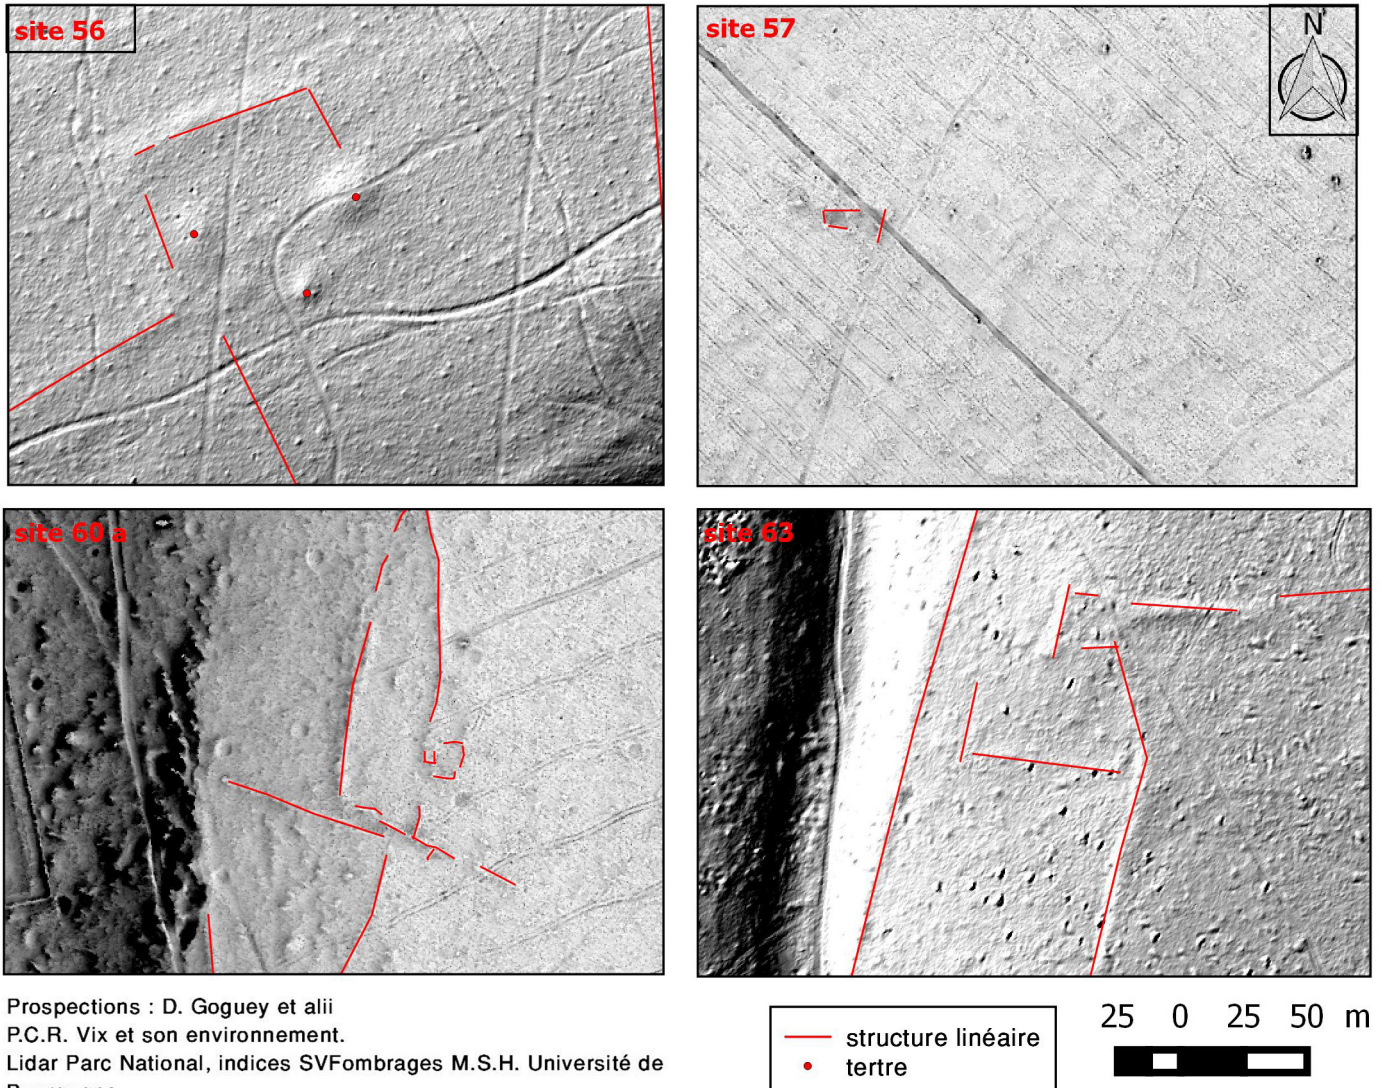 site 56
site 57
N
site 60 a
site 63
Prospections : D. Goguey et alii
P.C.R. Vix et son environnement.
Lidar Parc National, indices SVFombrages M.S.H. Université de
structure linéaire
tertre
25 0 25 50 m